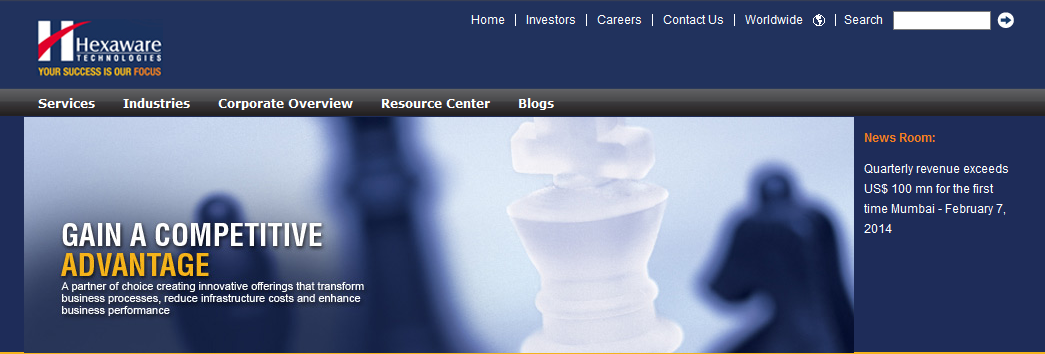 Home | Investors | Careers | Contact Us | Worldwide | Search
Hexaware
TECHNOLOGIES
YOUR SUCCESS IS OUR FOCUS
Services Industries Corporate Overview Resource Center Blogs
GAIN A COMPETITIVE
ADVANTAGE
A partner of choice creating innovative offerings that transform
business processes, reduce infrastructure costs and enhance
business performance
News Room:
Quarterly revenue exceeds
US$ 100 mn for the first
time Mumbai - February 7,
2014